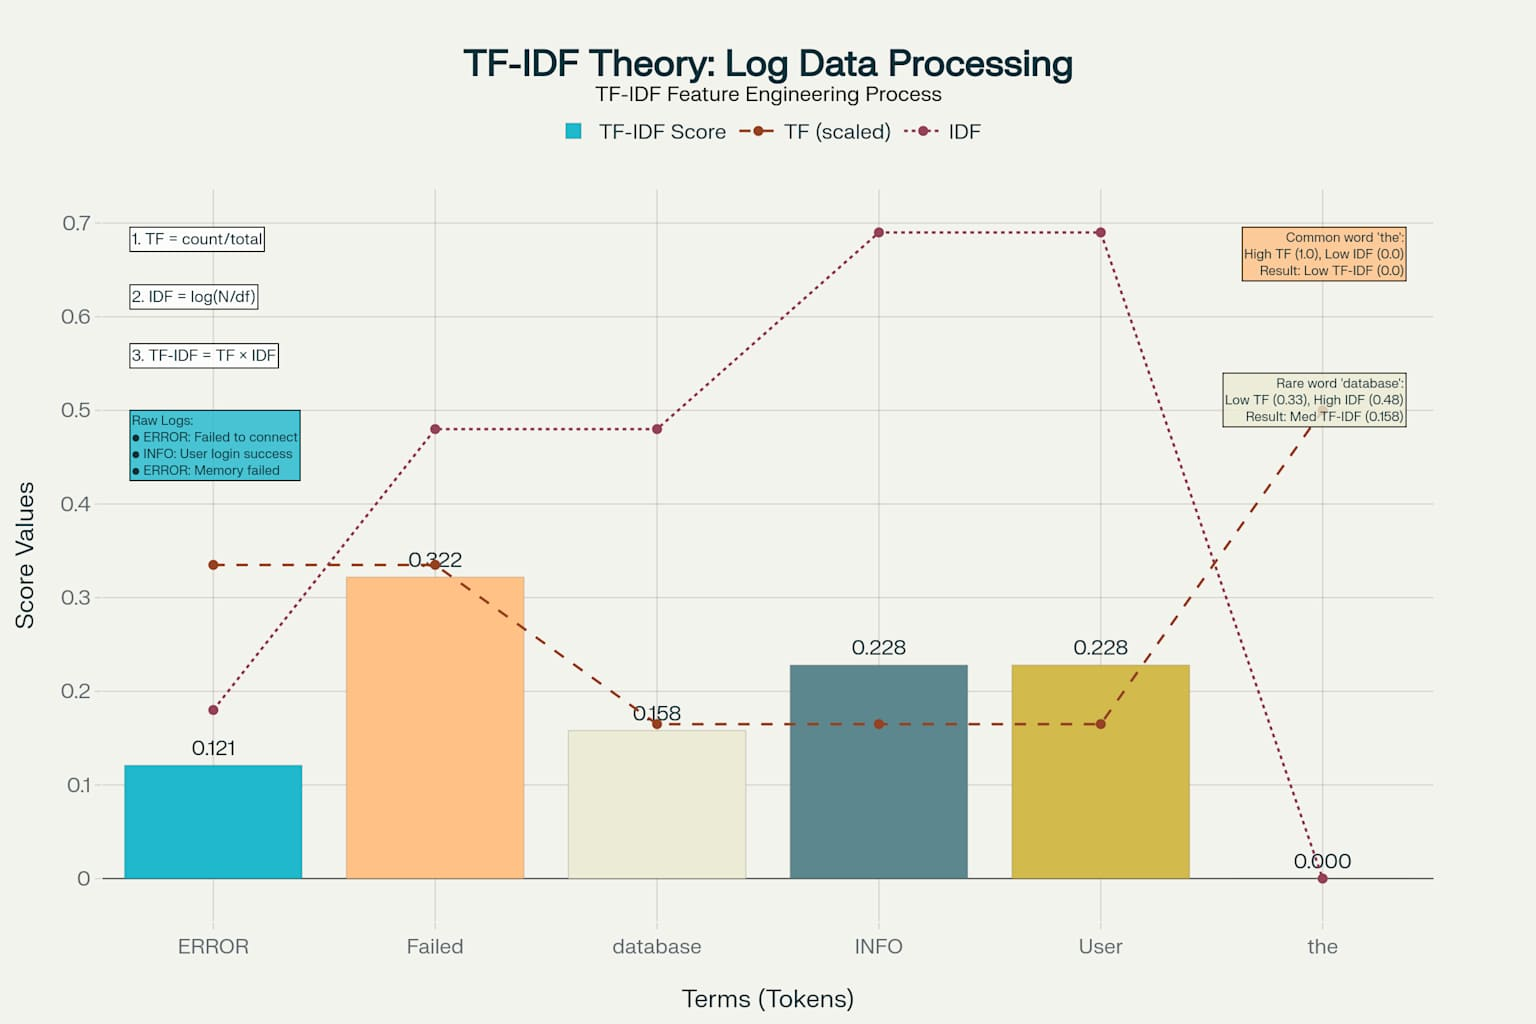 TF-IDF Theory: Log Data Processing
TF-IDF Feature Engineering Process
TF-IDF Score
TF (scaled)
IDF
Score Values
0.7
0.6
0.5
0.4
0.3
0.2
0.1
0
1. TF = count/total
2. IDF = log(N/df)
3. TF-IDF = TF × IDF
Raw Logs:
● ERROR: Failed to connect
● INFO: User login success
● ERROR: Memory failed
Common word 'the':
High TF (1.0), Low IDF (0.0)
Result: Low TF-IDF (0.0)
Rare word 'database':
Low TF (0.33), High IDF (0.48)
Result: Med TF-IDF (0.158)
0.121
0.322
0.158
0.228
0.228
0.000
ERROR
Failed
database
INFO
User
the
Terms (Tokens)